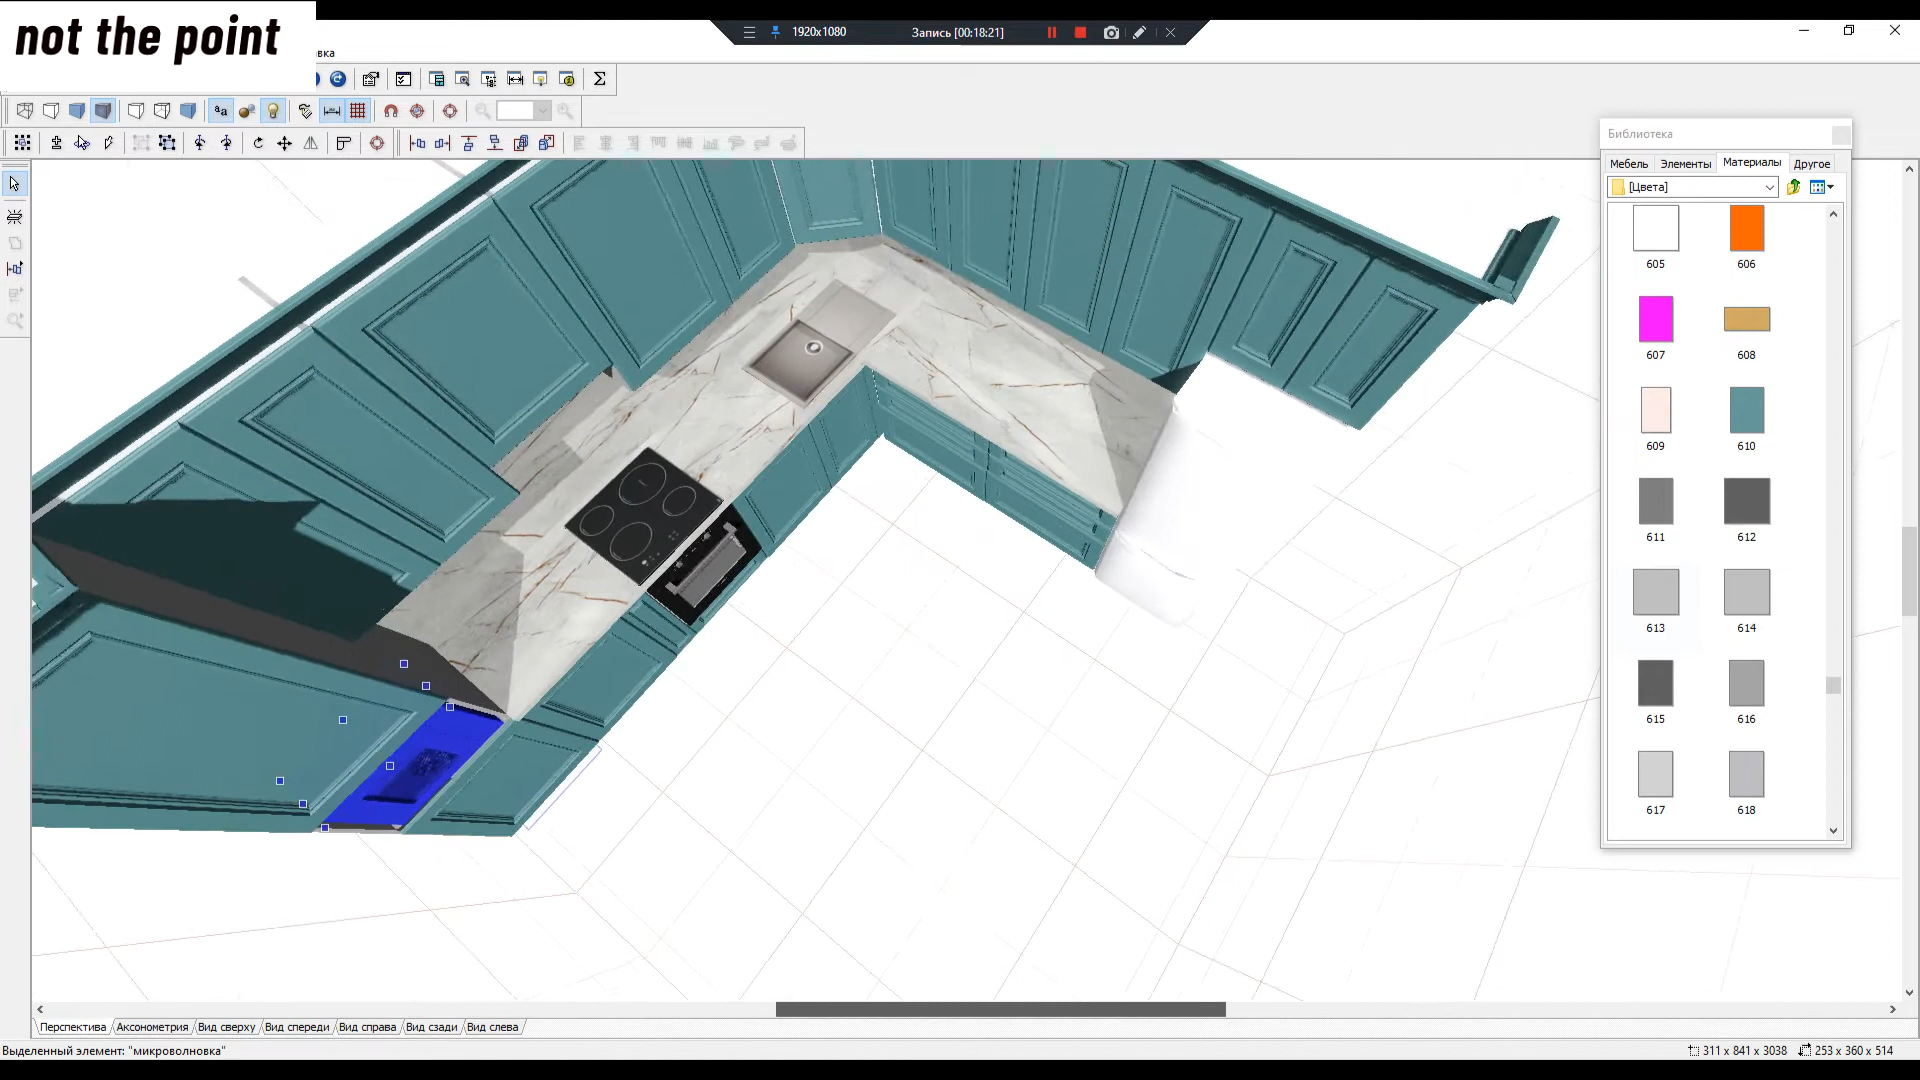 not the point
1920x1080
Запись [00:18:21]
вка
Библиотека
Мебель Элементы Материалы Другое
[Цвета]
605 606
607 608
609 610
611 612
613 614
615 616
617 618
Перспектива Аксонометрия Вид сверху Вид спереди Вид справа Вид сзади Вид слева
Выделенный элемент: "микроволновка"
311 x 841 x 3038 253 x 360 x 514